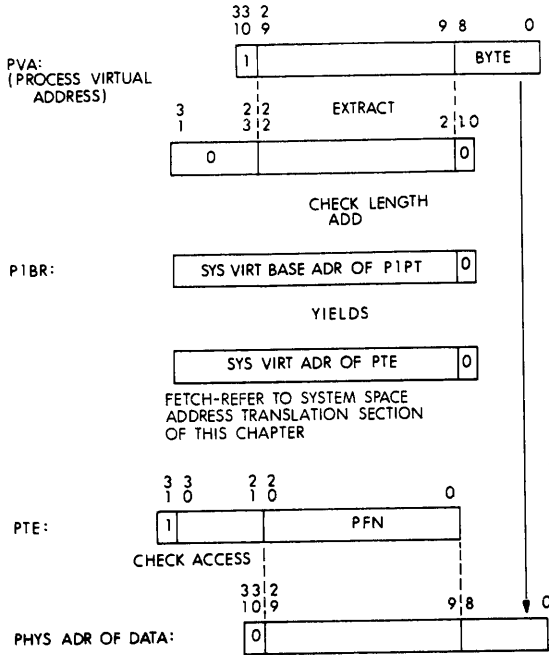 33 2
10 9 9 8 0
PVA:
(PROCESS VIRTUAL
ADDRESS)
1 BYTE
EXTRACT
3 2 2
1 3 2 2 1 0
0 0
CHECK LENGTH
ADD
P1BR: SYS VIRT BASE ADR OF P1PT 0
YIELDS
SYS VIRT ADR OF PTE 0
FETCH-REFER TO SYSTEM SPACE
ADDRESS TRANSLATION SECTION
OF THIS CHAPTER
3 3 2 2
1 0 1 0 0
PTE: 1 PFN
CHECK ACCESS
33 2
10 9 9 8 0
PHYS ADR OF DATA: 0